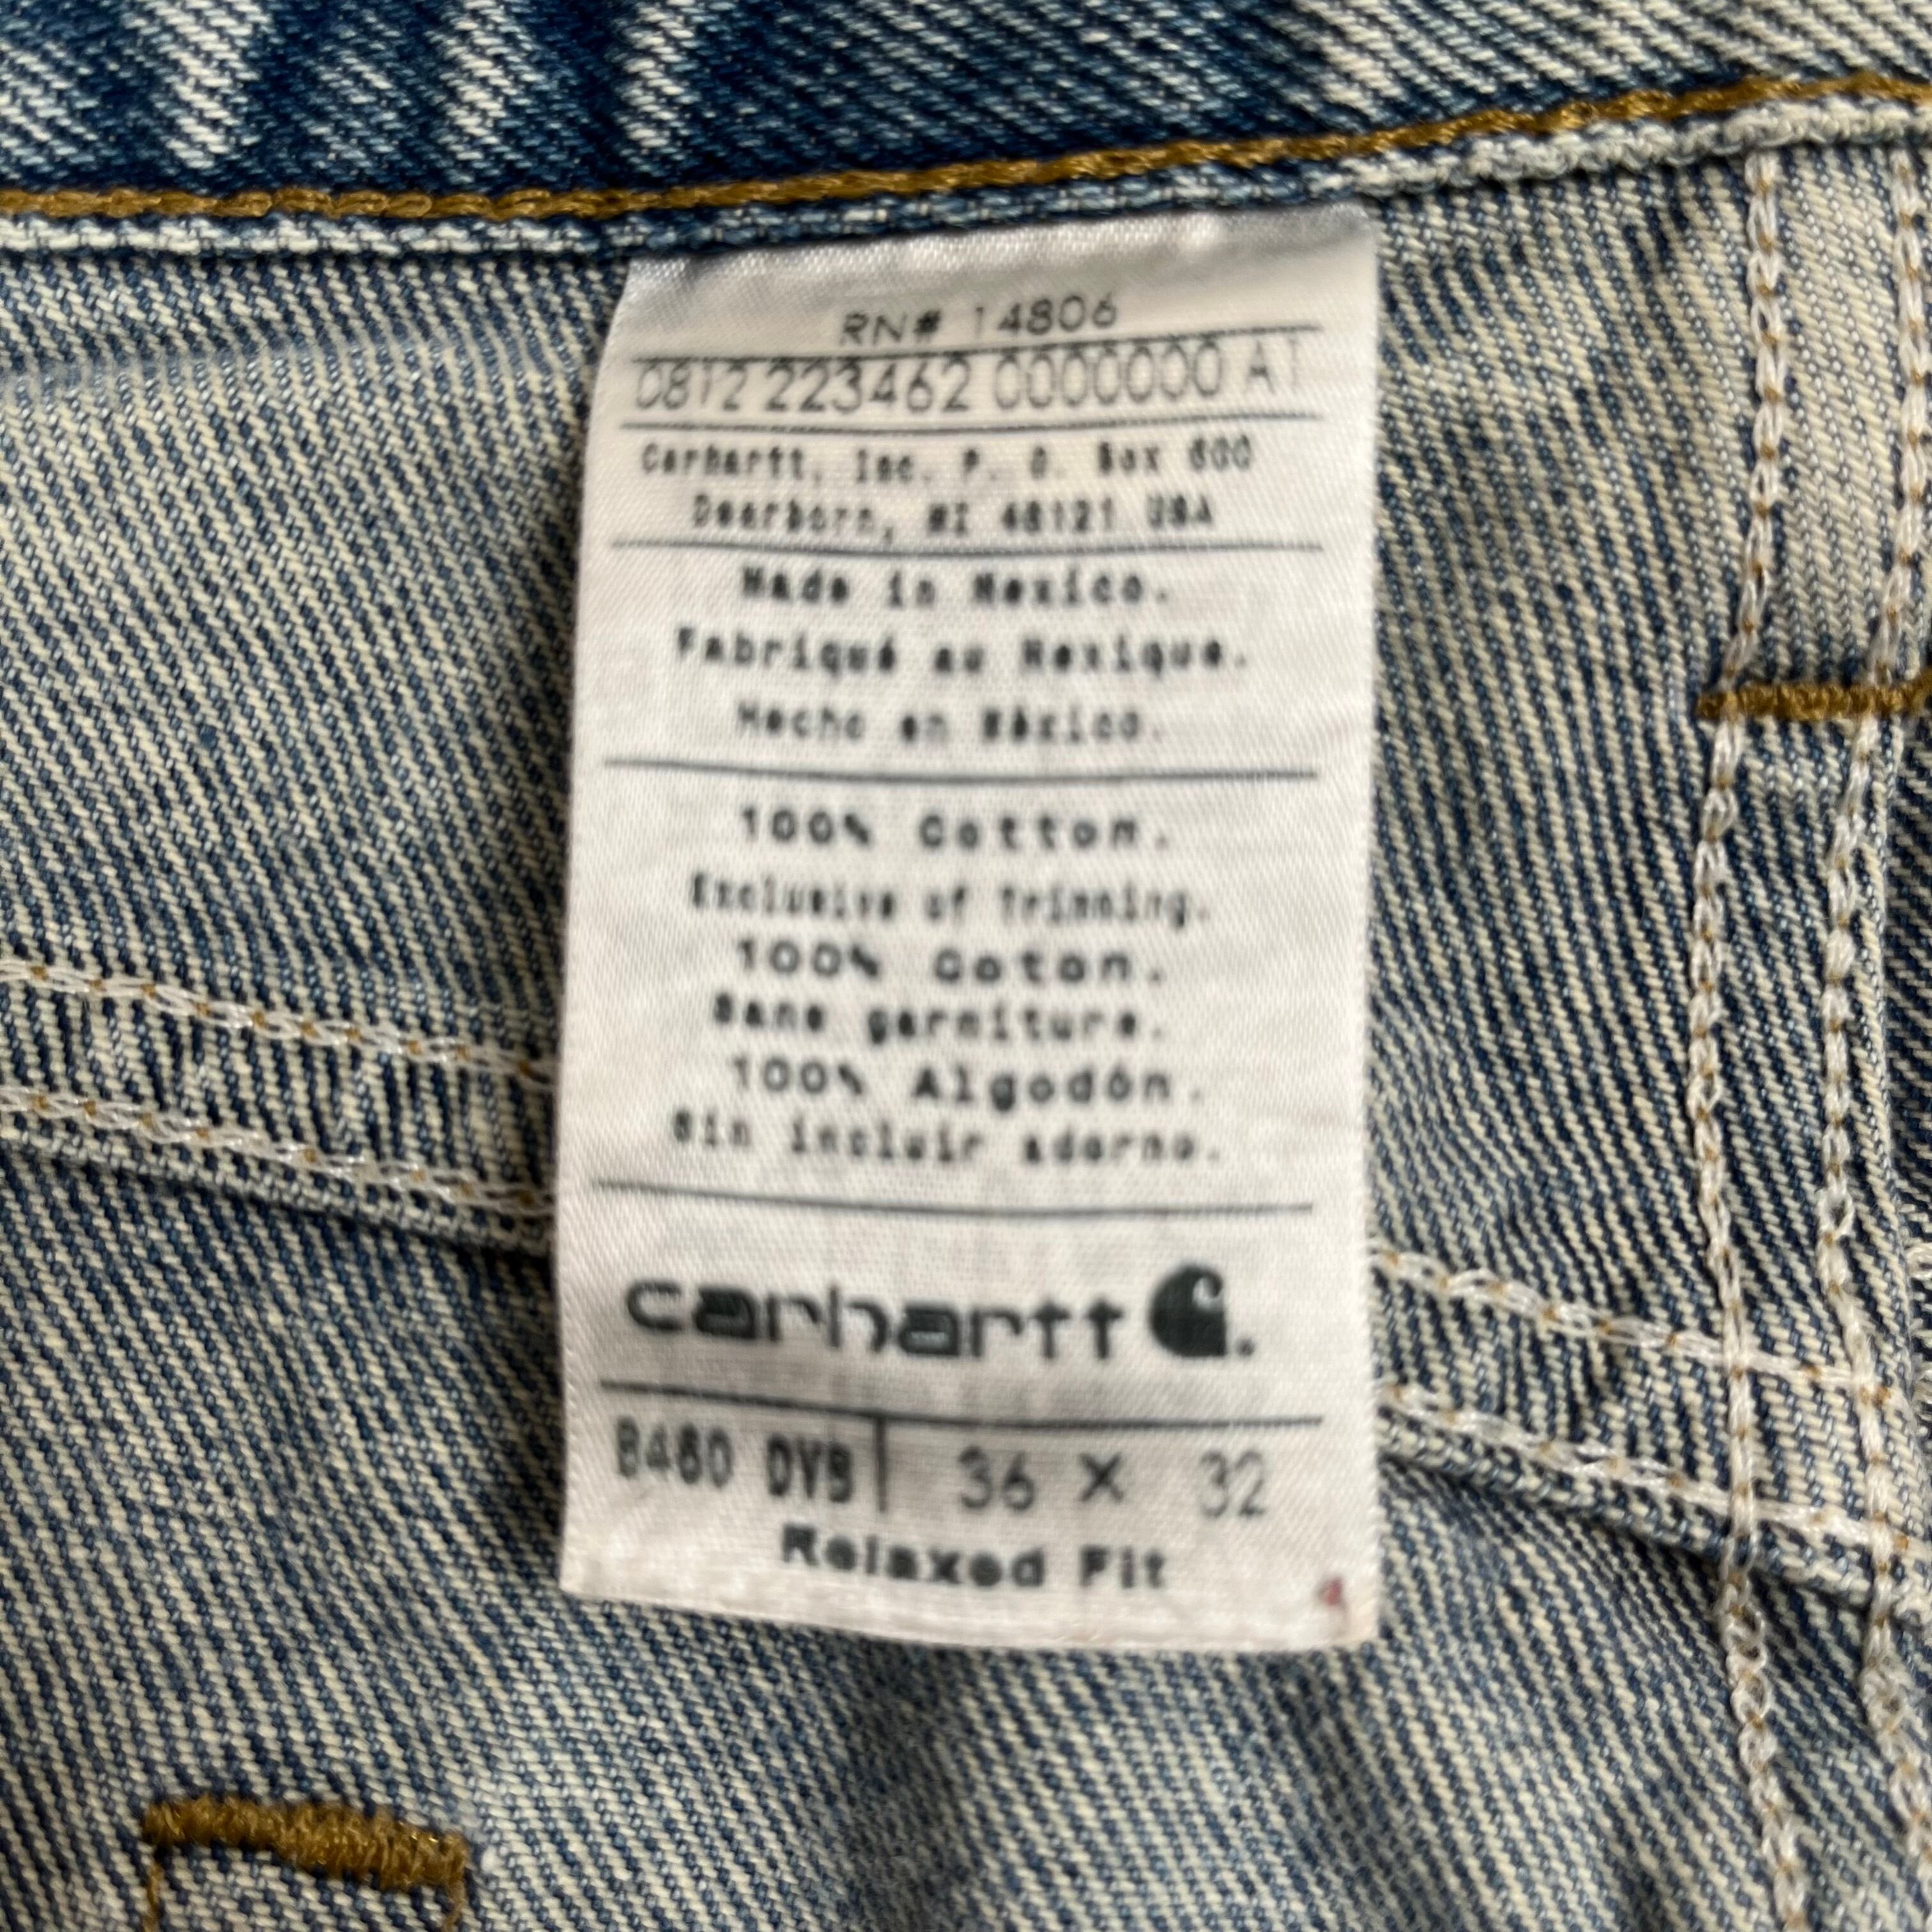 RN# 14806
0812 223462 0000000 A1
Carhartt, Inc. P. O. Box 600
Dearborn, MI 48121 USA
Made in Mexico.
Fabriqué au Mexique.
Hecho en México.
100% Cotton.
Exclusive of Trimming.
100% Coton.
Sans garniture.
100% Algodón.
Sin incluir adorno.
carhartt
B460 DVB 36 X 32
Relaxed Fit